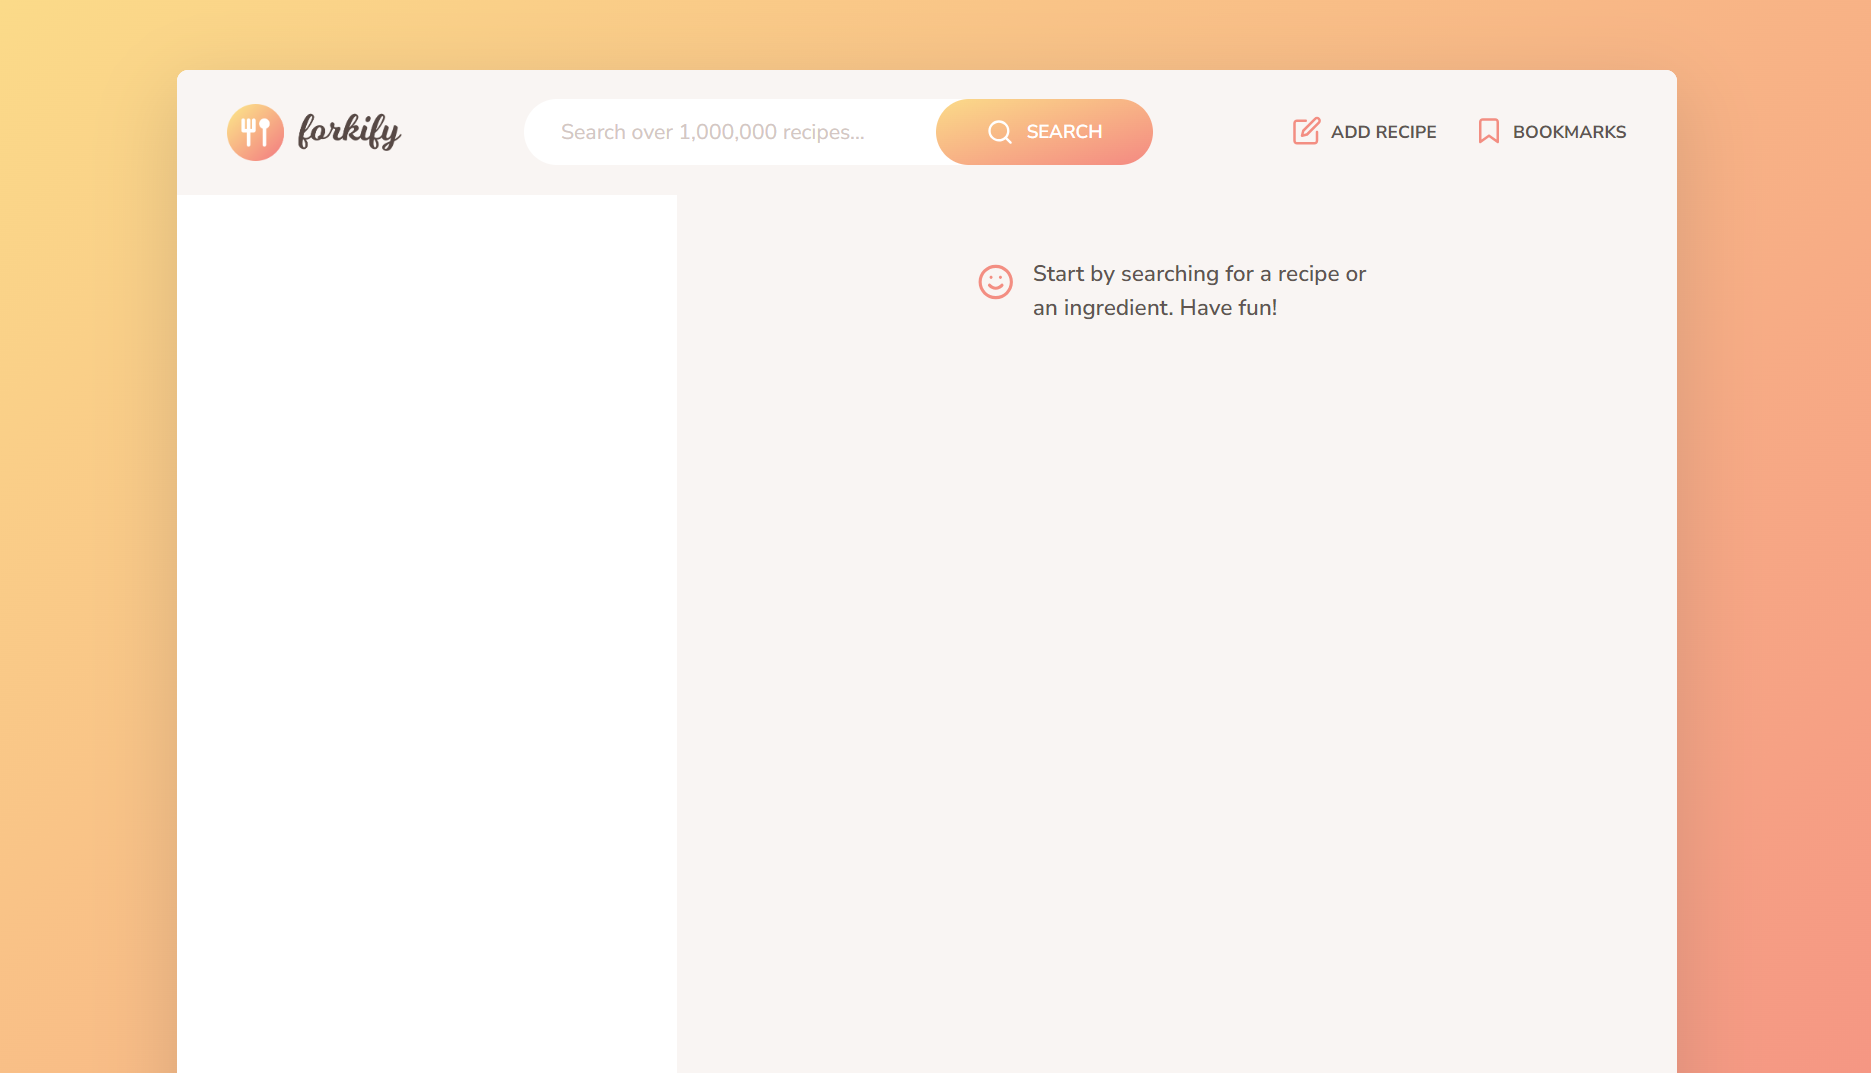 forkify
Search over 1,000,000 recipes...
SEARCH
ADD RECIPE
BOOKMARKS
Start by searching for a recipe or
an ingredient. Have fun!